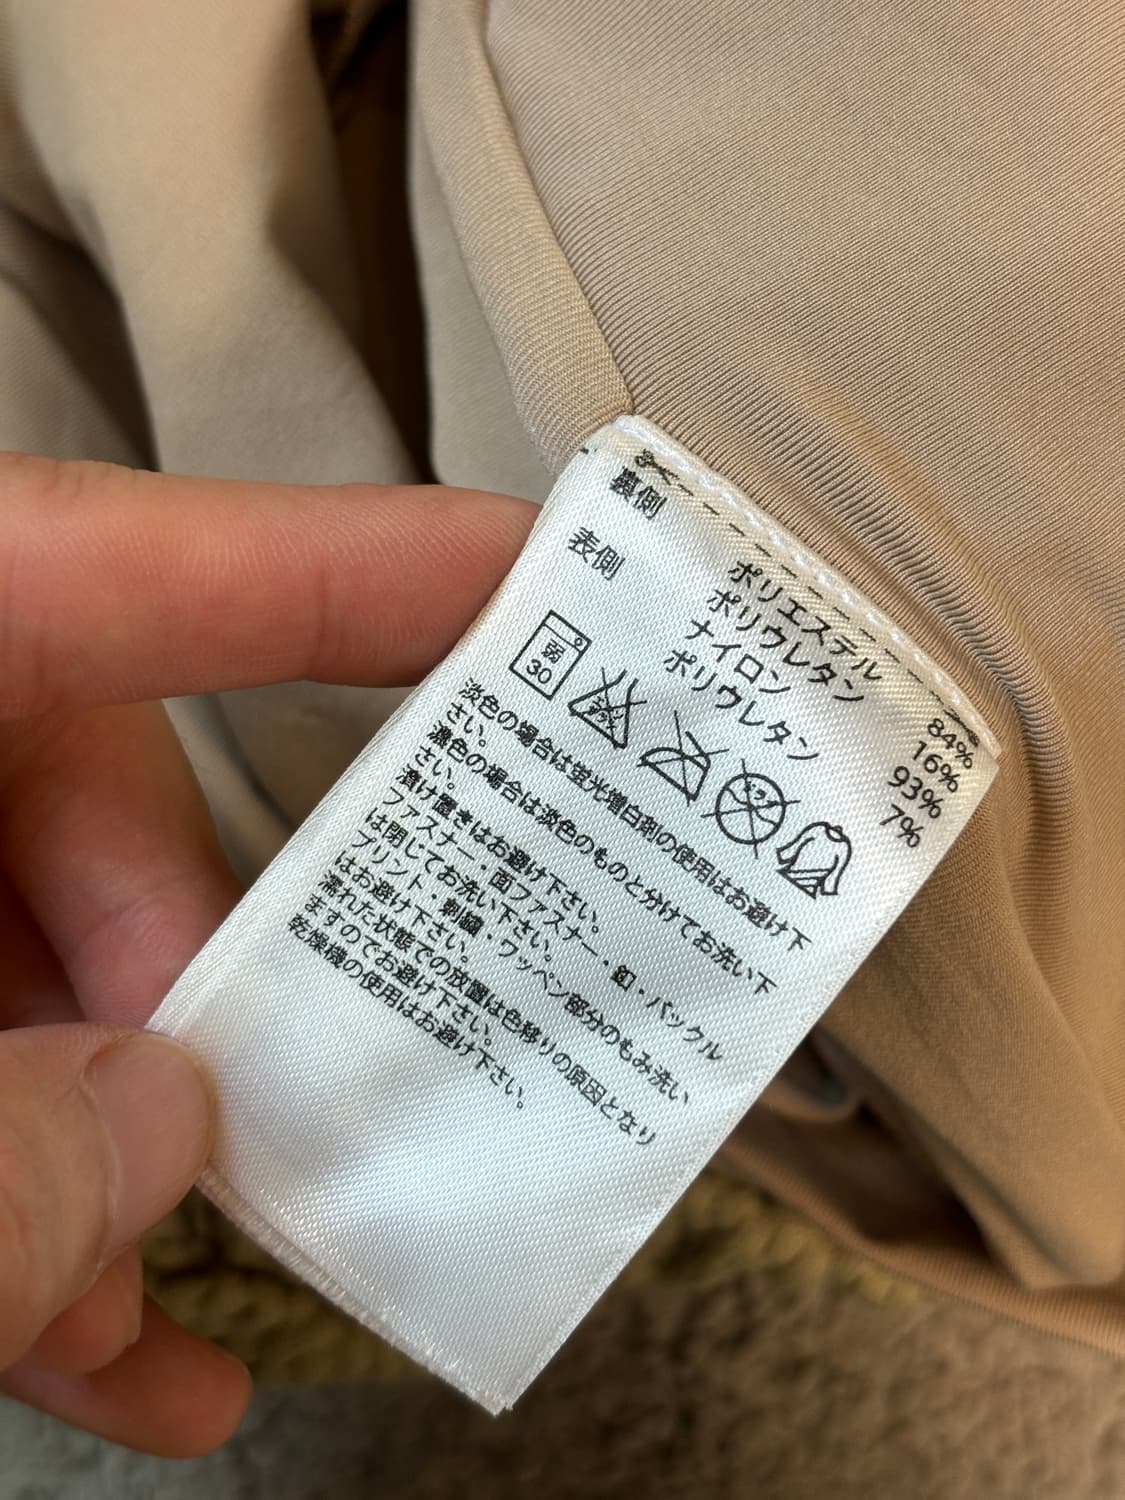 裏側
表側
ポリエステル 84%
ポリウレタン 16%
ナイロン 93%
ポリウレタン 7%
弱
30
淡色の場合は蛍光増白剤の使用はお避け下
さい。
濃色の場合は淡色のものと分けてお洗い下
さい。
漬け置きはお避け下さい。
ファスナー・面ファスナー・釦・バックル
は閉じてお洗い下さい。
プリント・刺繍・ワッペン部分のもみ洗い
はお避け下さい。
濡れた状態での放置は色移りの原因となり
ますのでお避け下さい。
乾燥機の使用はお避け下さい。